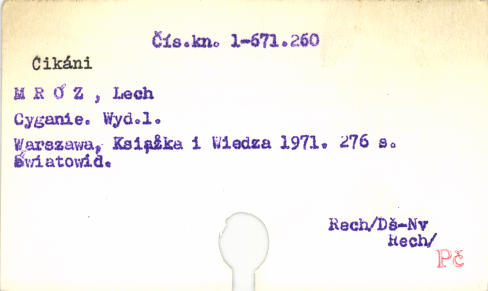 Čís.kn. 1-671.260
Čikáni
M R Ó Z , Lech
Cyganie. Wyd.1.
Warszawa, Książka i Wiedza 1971. 276 s.
Światowid.
Rech/Dš-Nv
Rech/
Pč